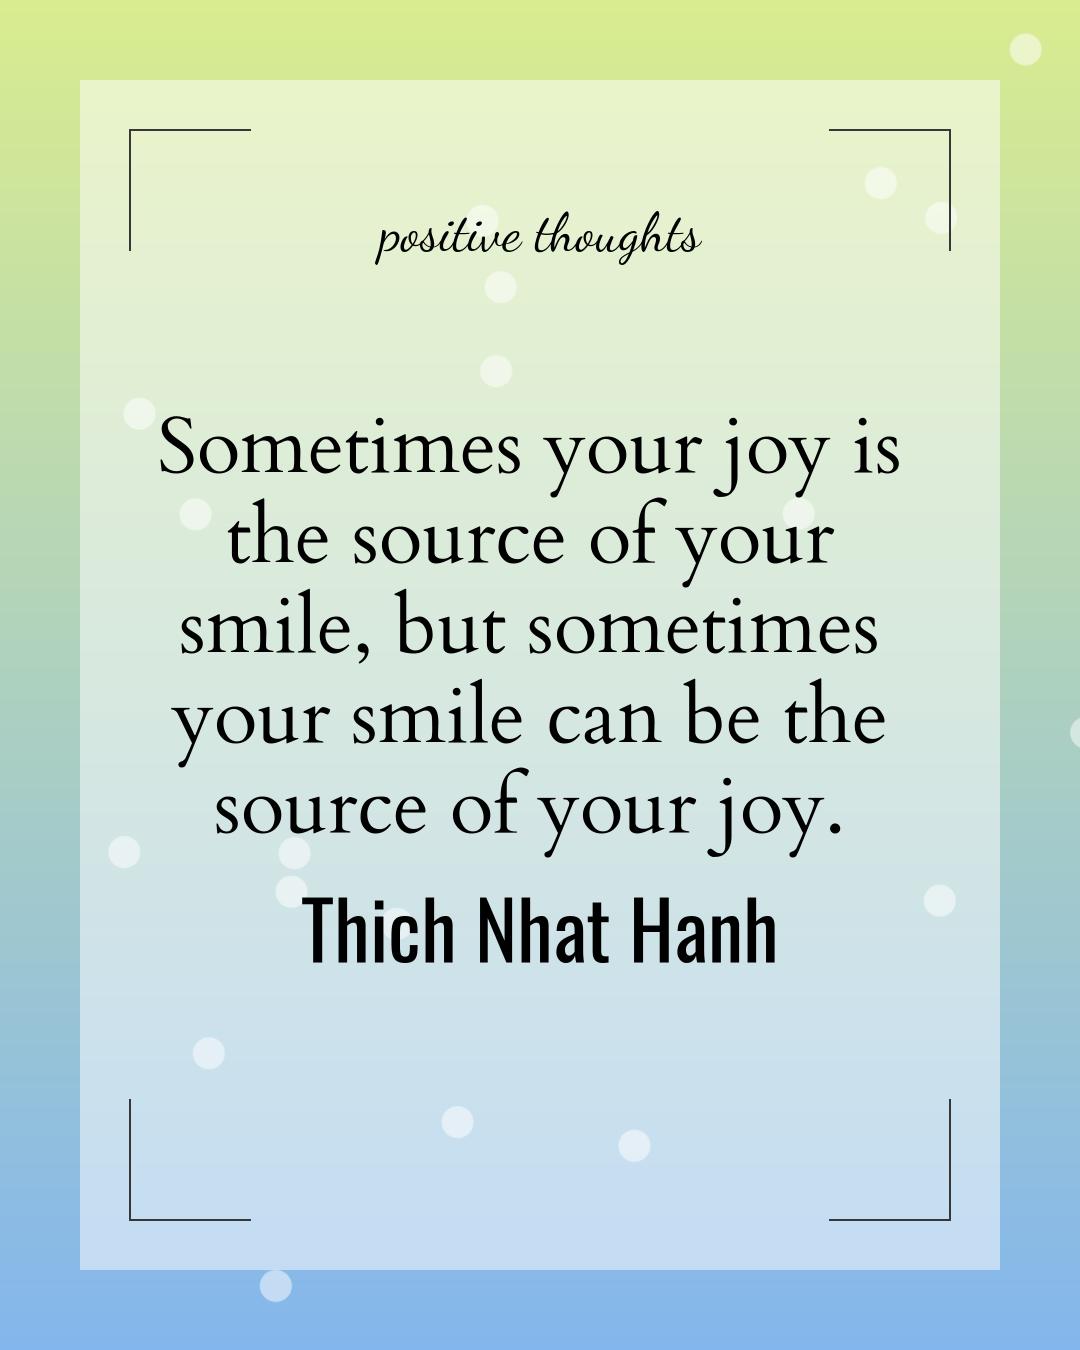 positive thoughts
Sometimes your joy is
the source of your
smile, but sometimes
your smile can be the
source of your joy.
Thich Nhat Hanh